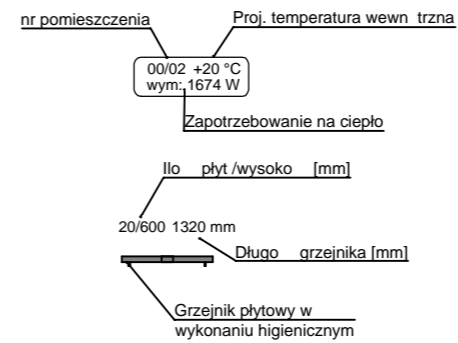 nr pomieszczenia
Proj. temperatura wewn trzna
00/02 +20 °C
wym: 1674 W
Zapotrzebowanie na ciepło
Ilo płyt /wysoko [mm]
20/600 1320 mm
Długo grzejnika [mm]
Grzejnik płytowy w
wykonaniu higienicznym